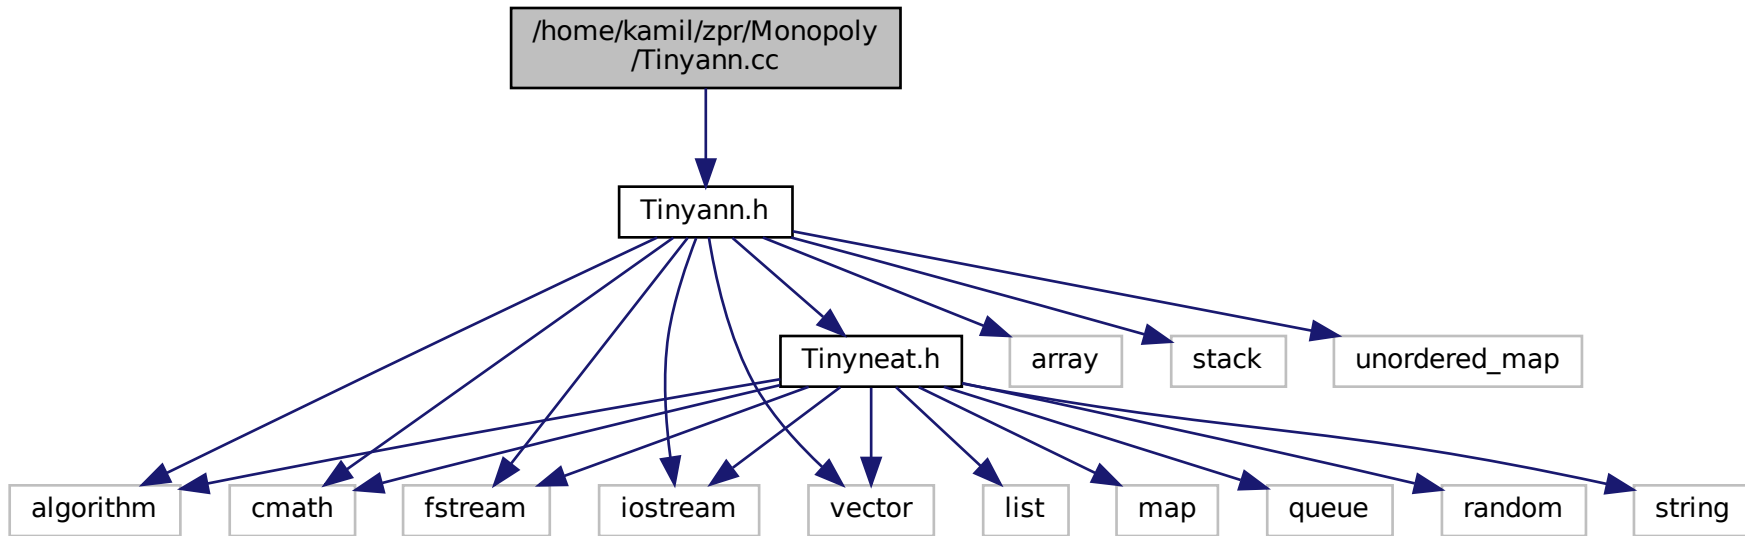 /home/kamil/zpr/Monopoly
/Tinyann.cc
Tinyann.h
Tinyneat.h
array
stack
unordered_map
algorithm
cmath
fstream
iostream
vector
list
map
queue
random
string